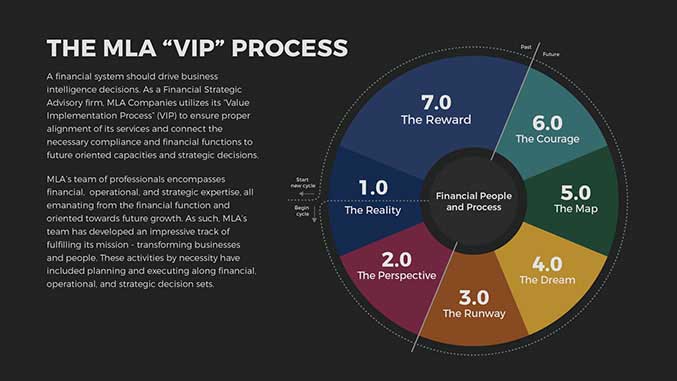 THE MLA “VIP” PROCESS
A financial system should drive business
intelligence decisions. As a Financial Strategic
Advisory firm, MLA Companies utilizes its “Value
Implementation Process” (VIP) to ensure proper
alignment of its services and connect the
necessary compliance and financial functions to
future oriented capacities and strategic decisions.
MLA’s team of professionals encompasses
financial, operational, and strategic expertise, all
emanating from the financial function and
oriented towards future growth. As such, MLA’s
team has developed an impressive track of
fulfilling its mission - transforming businesses
and people. These activities by necessity have
included planning and executing along financial,
operational, and strategic decision sets.
Past
Future
7.0
The Reward
6.0
The Courage
Start
new cycle
Begin
cycle
1.0
The Reality
Financial People
and Process
5.0
The Map
2.0
The Perspective
4.0
The Dream
3.0
The Runway